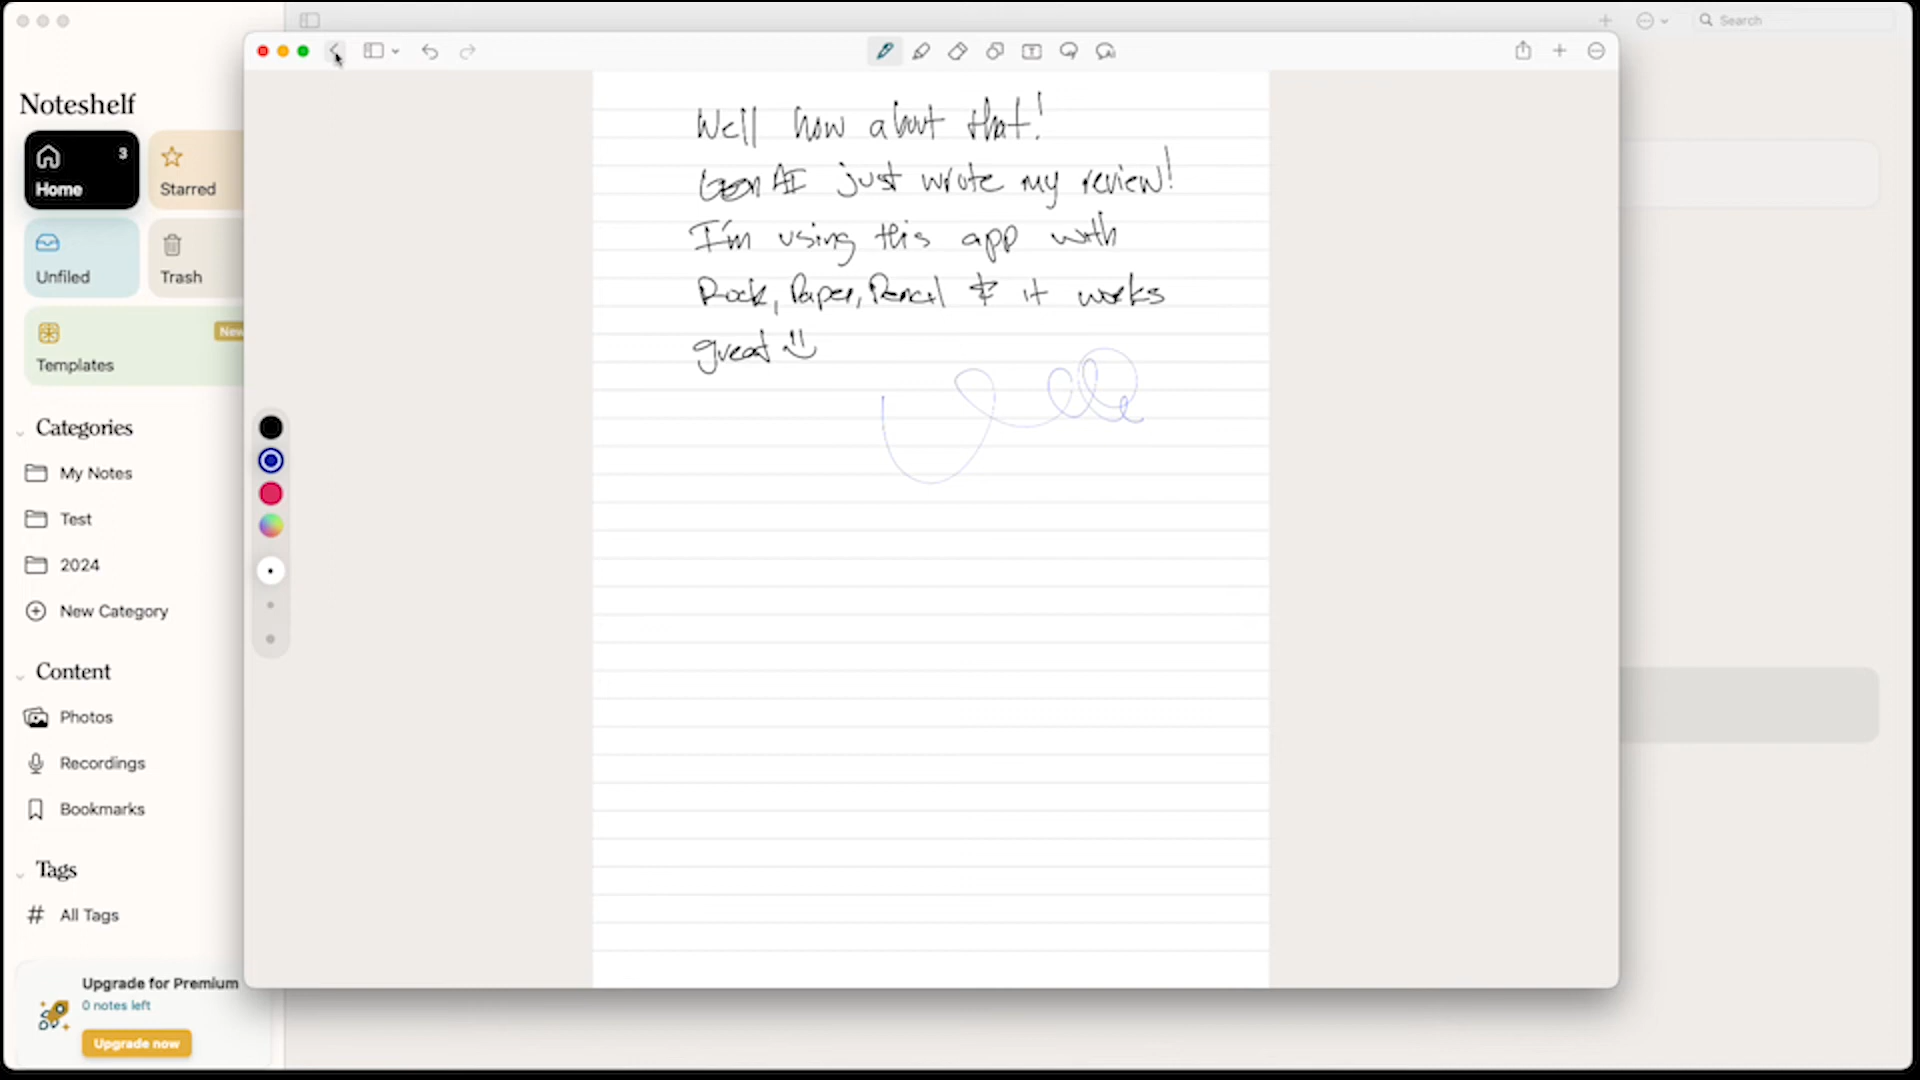 Search
Noteshelf
Home 3
Starred
Unfiled
Trash
Templates New
Categories
My Notes
Test
2024
New Category
Content
Photos
Recordings
Bookmarks
Tags
# All Tags
Upgrade for Premium
0 notes left
Upgrade now
Well how about that!
Gen AI just wrote my review!
I'm using this app with
Rock, Paper, Pencil & it works
great